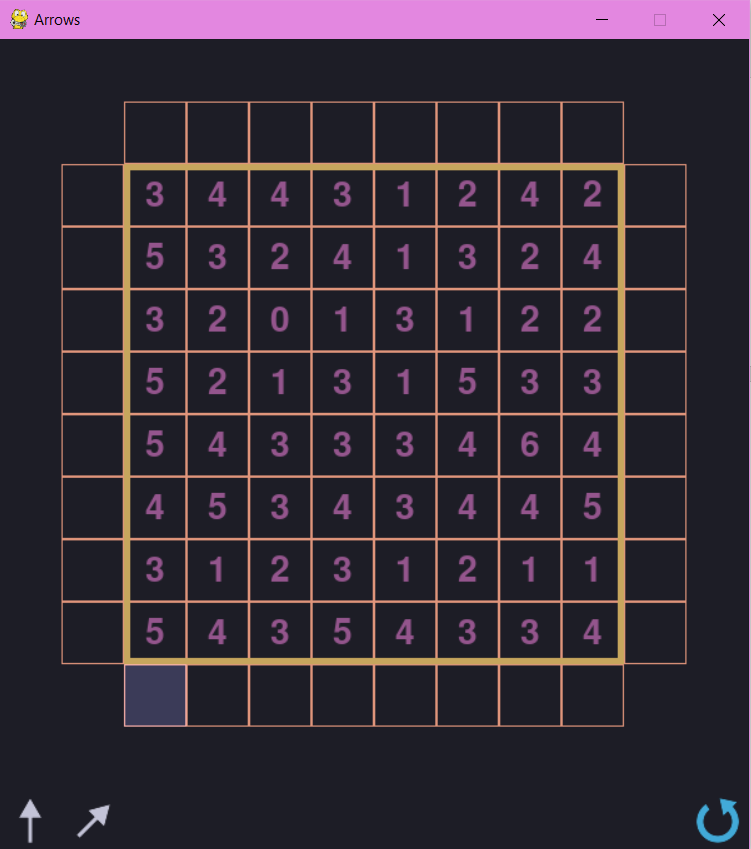 Arrows
3 4 4 3 1 2 4 2
5 3 2 4 1 3 2 4
3 2 0 1 3 1 2 2
5 2 1 3 1 5 3 3
5 4 3 3 3 4 6 4
4 5 3 4 3 4 4 5
3 1 2 3 1 2 1 1
5 4 3 5 4 3 3 4